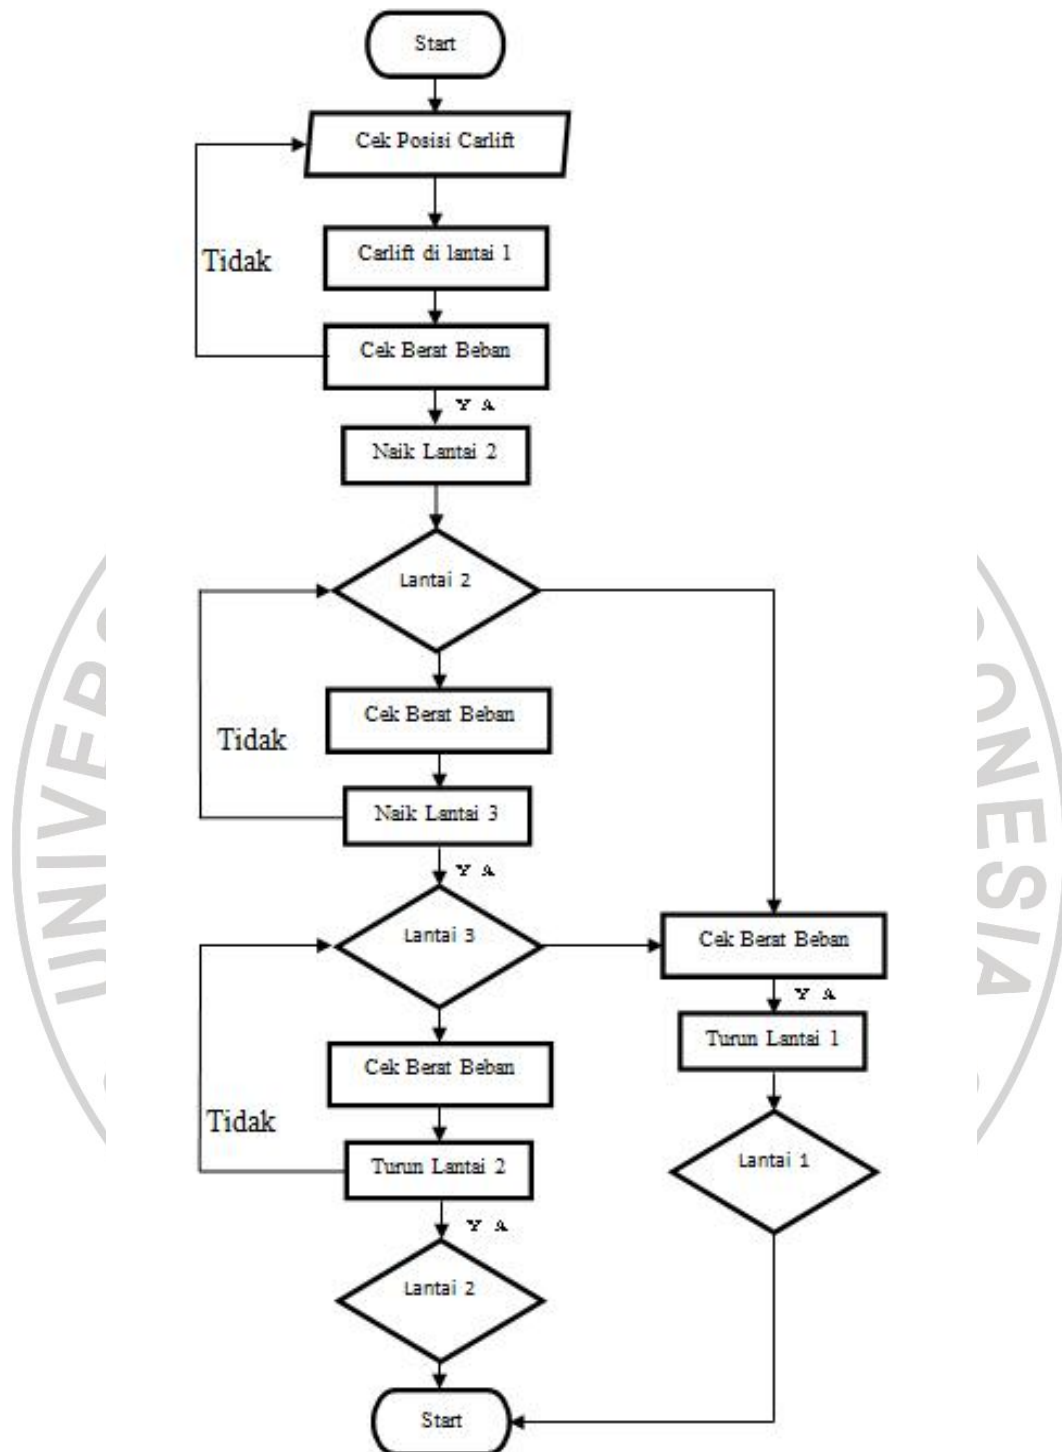 Start
Cek Posisi Carlift
Carlift di lantai 1
Tidak
Cek Berat Beban
Y A
Naik Lantai 2
Lantai 2
Cek Berat Beban
Tidak
Naik Lantai 3
Y A
Lantai 3
Cek Berat Beban
Y A
Turun Lantai 1
Cek Berat Beban
Tidak
Turun Lantai 2
Lantai 1
Y A
Lantai 2
Start